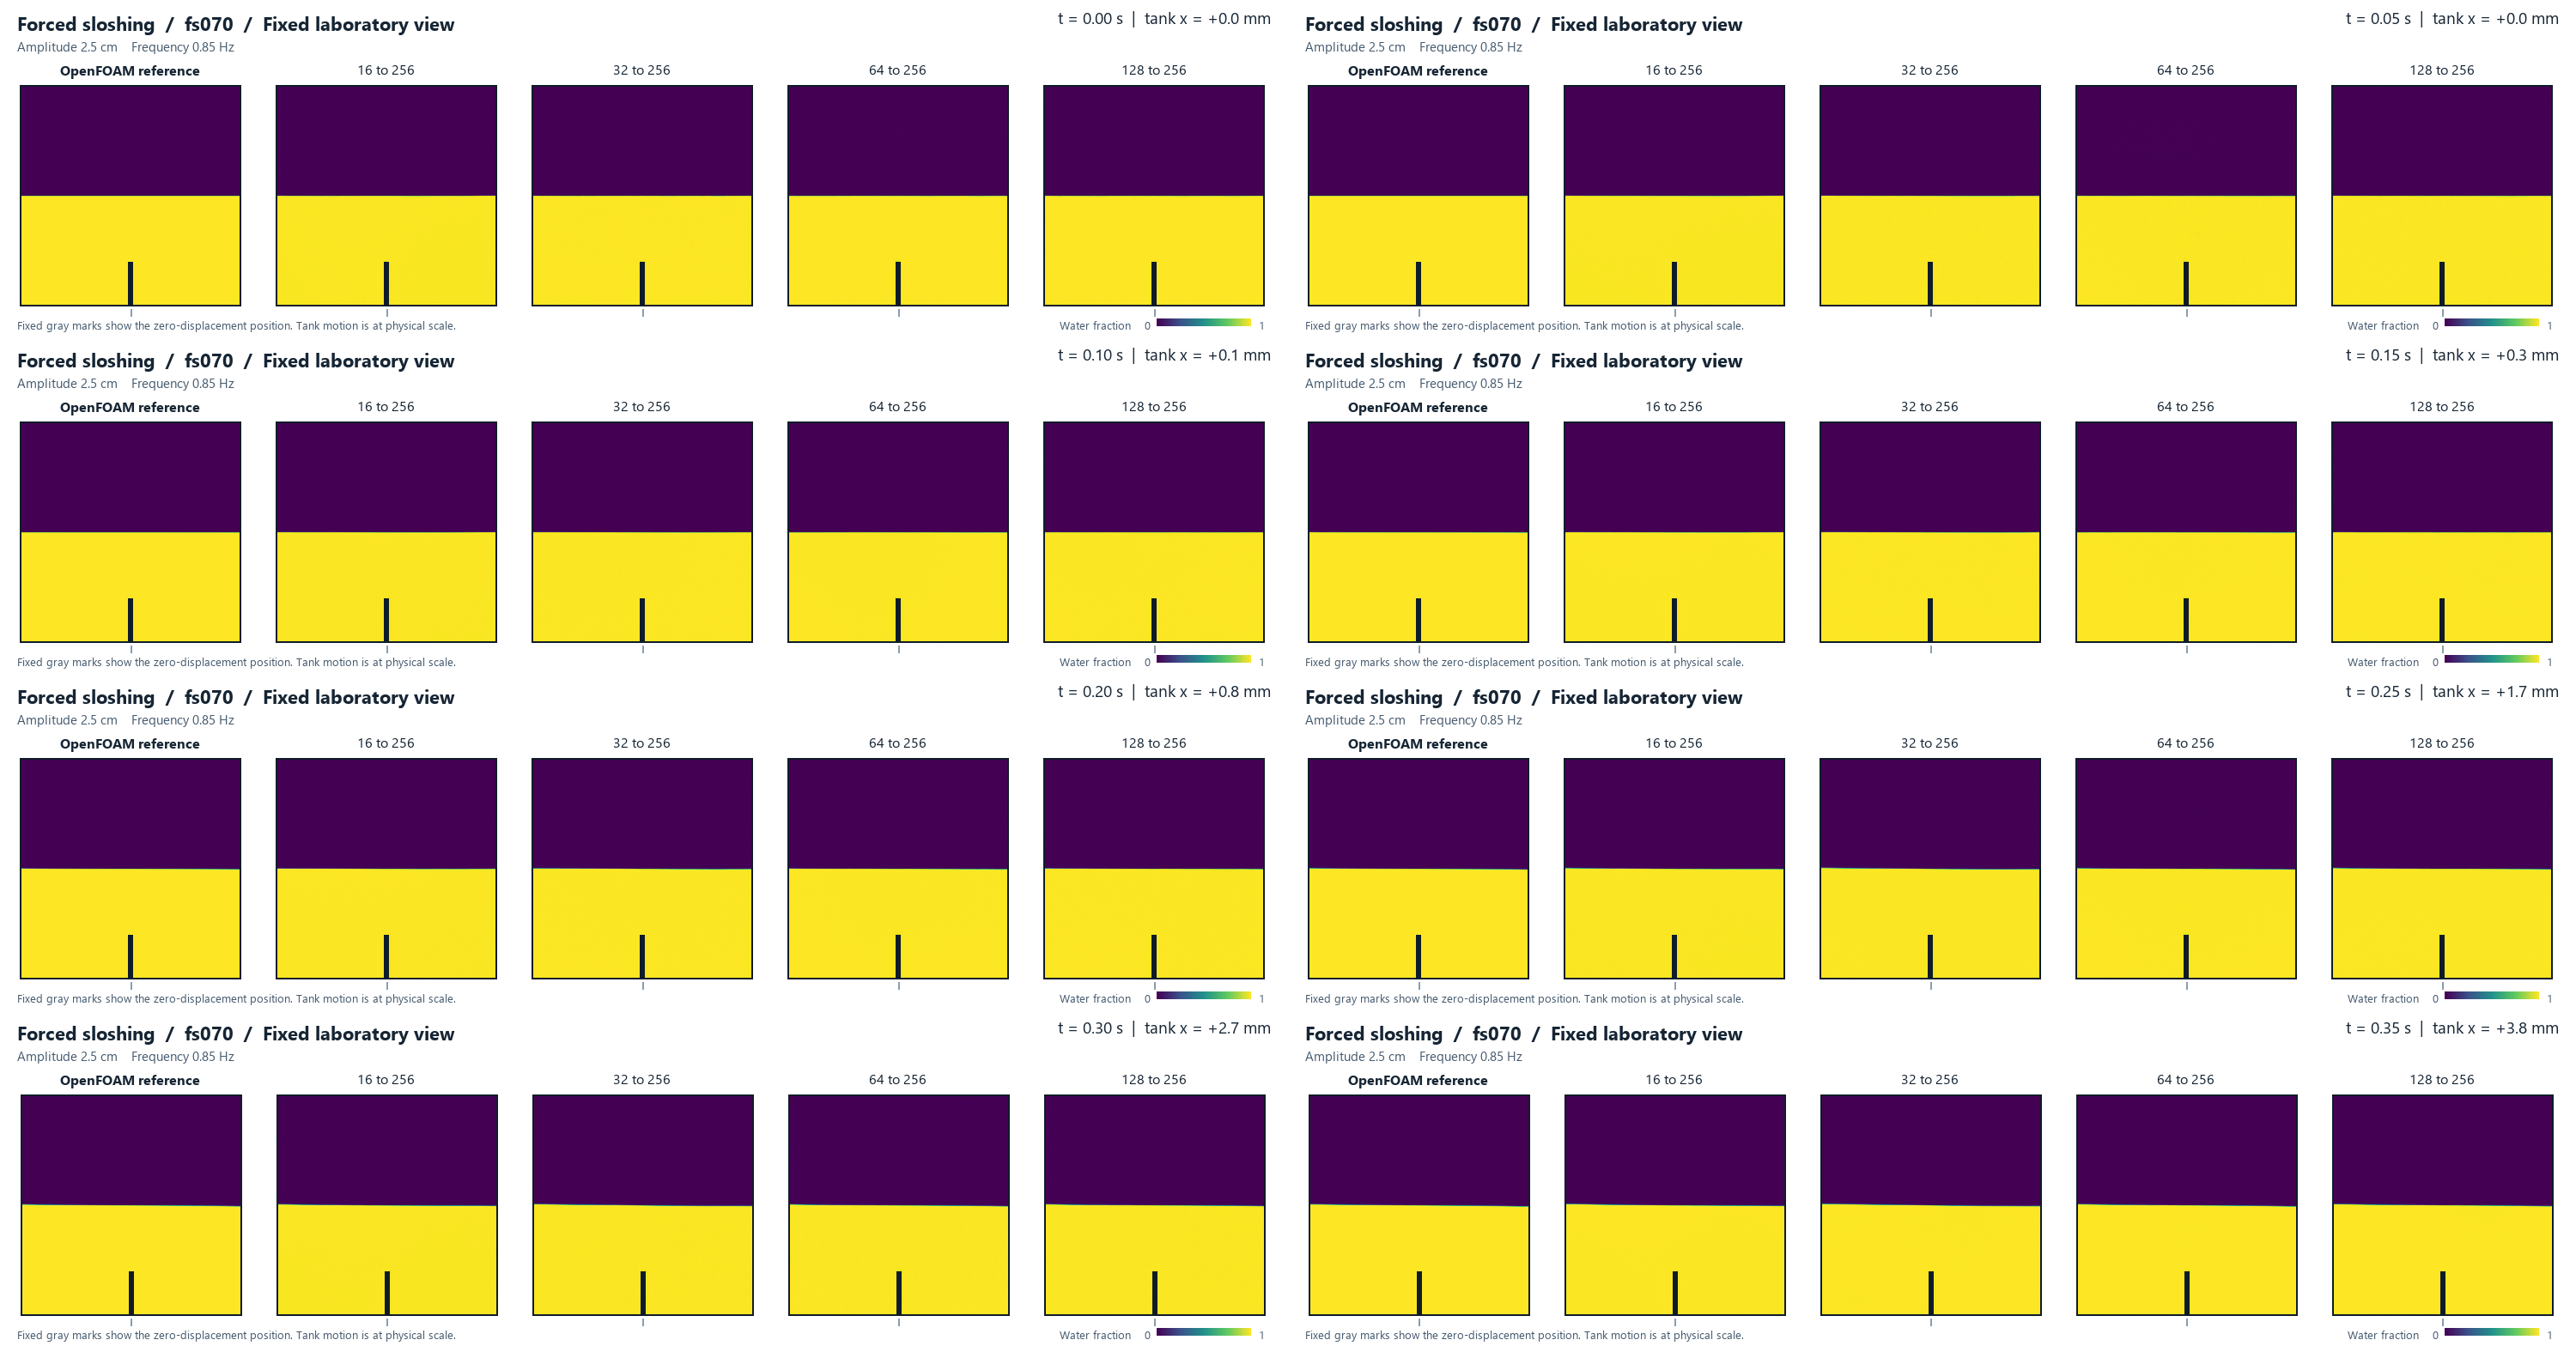 Forced sloshing / fs070 / Fixed laboratory view
t = 0.00 s | tank x = +0.0 mm
Amplitude 2.5 cm Frequency 0.85 Hz
OpenFOAM reference 16 to 256 32 to 256 64 to 256 128 to 256
Fixed gray marks show the zero-displacement position. Tank motion is at physical scale.
Water fraction 0 1
Forced sloshing / fs070 / Fixed laboratory view
t = 0.05 s | tank x = +0.0 mm
Amplitude 2.5 cm Frequency 0.85 Hz
OpenFOAM reference 16 to 256 32 to 256 64 to 256 128 to 256
Fixed gray marks show the zero-displacement position. Tank motion is at physical scale.
Water fraction 0 1
Forced sloshing / fs070 / Fixed laboratory view
t = 0.10 s | tank x = +0.1 mm
Amplitude 2.5 cm Frequency 0.85 Hz
OpenFOAM reference 16 to 256 32 to 256 64 to 256 128 to 256
Fixed gray marks show the zero-displacement position. Tank motion is at physical scale.
Water fraction 0 1
Forced sloshing / fs070 / Fixed laboratory view
t = 0.15 s | tank x = +0.3 mm
Amplitude 2.5 cm Frequency 0.85 Hz
OpenFOAM reference 16 to 256 32 to 256 64 to 256 128 to 256
Fixed gray marks show the zero-displacement position. Tank motion is at physical scale.
Water fraction 0 1
Forced sloshing / fs070 / Fixed laboratory view
t = 0.20 s | tank x = +0.8 mm
Amplitude 2.5 cm Frequency 0.85 Hz
OpenFOAM reference 16 to 256 32 to 256 64 to 256 128 to 256
Fixed gray marks show the zero-displacement position. Tank motion is at physical scale.
Water fraction 0 1
Forced sloshing / fs070 / Fixed laboratory view
t = 0.25 s | tank x = +1.7 mm
Amplitude 2.5 cm Frequency 0.85 Hz
OpenFOAM reference 16 to 256 32 to 256 64 to 256 128 to 256
Fixed gray marks show the zero-displacement position. Tank motion is at physical scale.
Water fraction 0 1
Forced sloshing / fs070 / Fixed laboratory view
t = 0.30 s | tank x = +2.7 mm
Amplitude 2.5 cm Frequency 0.85 Hz
OpenFOAM reference 16 to 256 32 to 256 64 to 256 128 to 256
Fixed gray marks show the zero-displacement position. Tank motion is at physical scale.
Water fraction 0 1
Forced sloshing / fs070 / Fixed laboratory view
t = 0.35 s | tank x = +3.8 mm
Amplitude 2.5 cm Frequency 0.85 Hz
OpenFOAM reference 16 to 256 32 to 256 64 to 256 128 to 256
Fixed gray marks show the zero-displacement position. Tank motion is at physical scale.
Water fraction 0 1